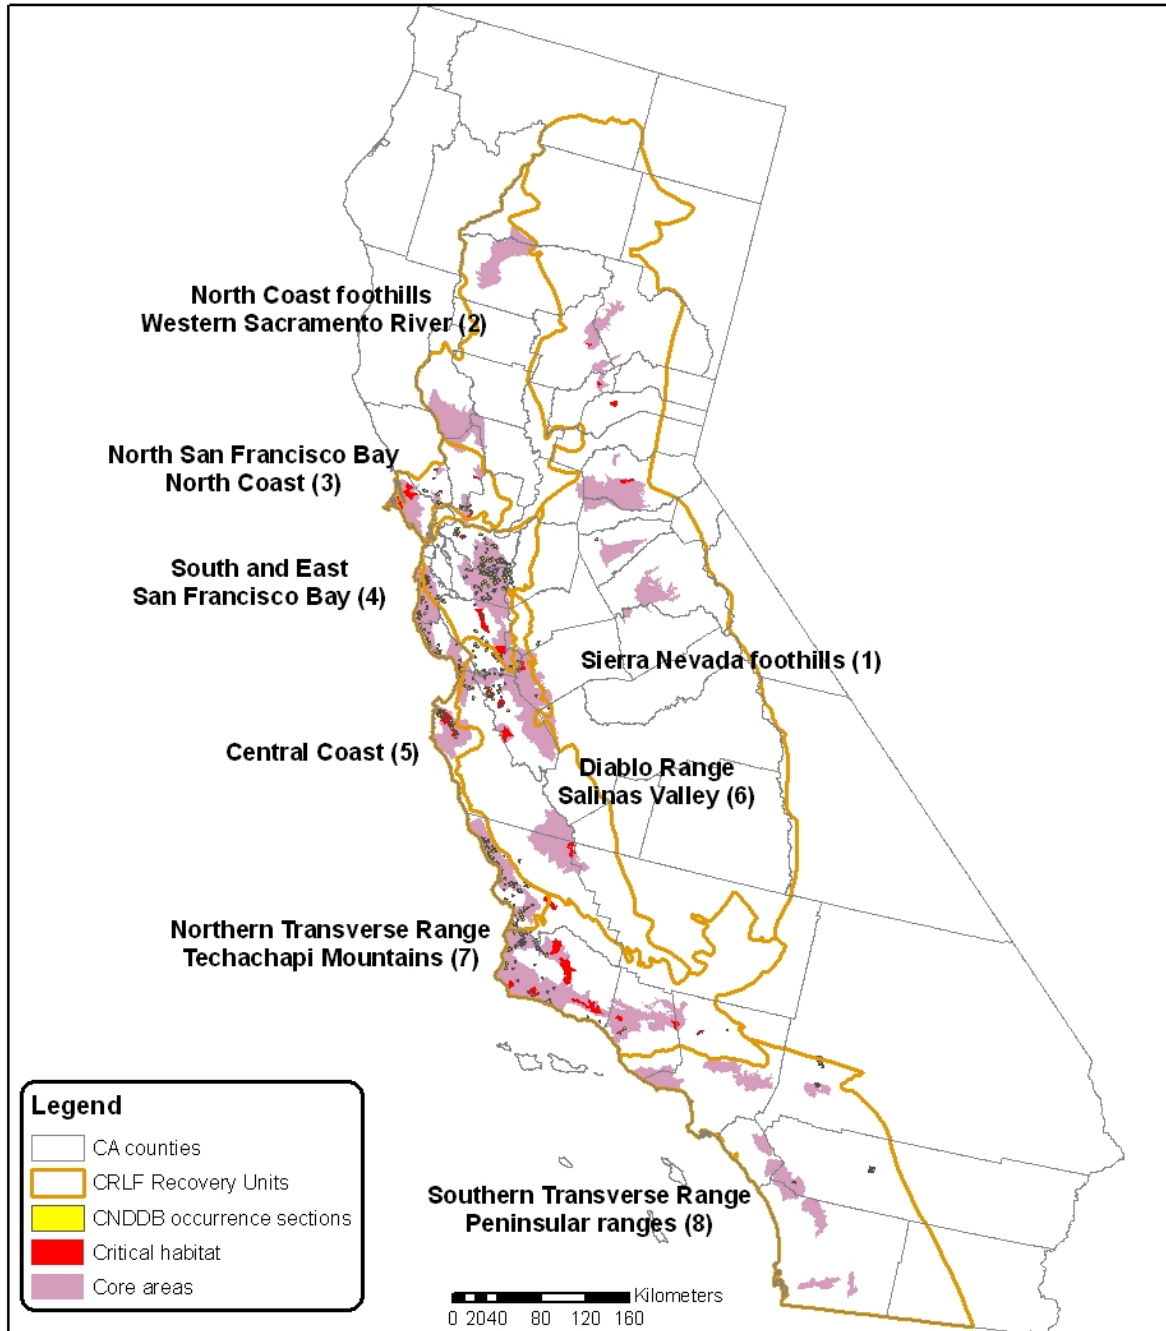 North Coast foothills
Western Sacramento River (2)
North San Francisco Bay
North Coast (3)
South and East
San Francisco Bay (4)
Sierra Nevada foothills (1)
Central Coast (5)
Diablo Range
Salinas Valley (6)
Northern Transverse Range
Techachapi Mountains (7)
Southern Transverse Range
Peninsular ranges (8)
Legend
CA counties
CRLF Recovery Units
CNDDB occurrence sections
Critical habitat
Core areas
Kilometers
0 20 40 80 120 160